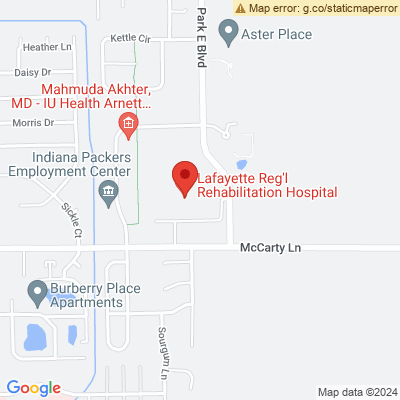 Map error: g.co/staticmaperror
Kettle Cir
Park E Blvd
Aster Place
Heather Ln
Daisy Dr
Mahmuda Akhter,
MD - IU Health Arnett...
Morris Dr
Indiana Packers
Employment Center
Lafayette Reg'l
Rehabilitation Hospital
Sickle Ct
McCarty Ln
Burberry Place
Apartments
Sourgum Ln
Google
Map data ©2024